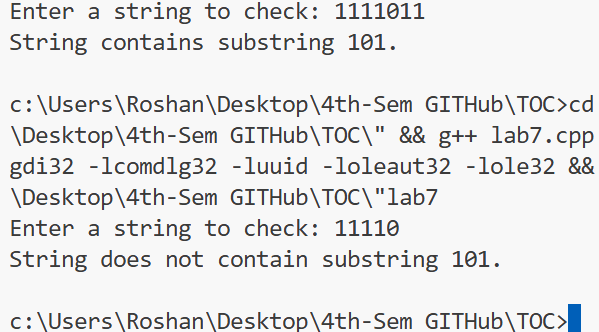 Enter a string to check: 1111011
String contains substring 101.
c:\Users\Roshan\Desktop\4th-Sem GITHub\TOC>cd
\Desktop\4th-Sem GITHub\TOC\" && g++ lab7.cpp
gdi32 -lcomdlg32 -luuid -loleaut32 -lole32 &&
\Desktop\4th-Sem GITHub\TOC\"lab7
Enter a string to check: 11110
String does not contain substring 101.
c:\Users\Roshan\Desktop\4th-Sem GITHub\TOC>